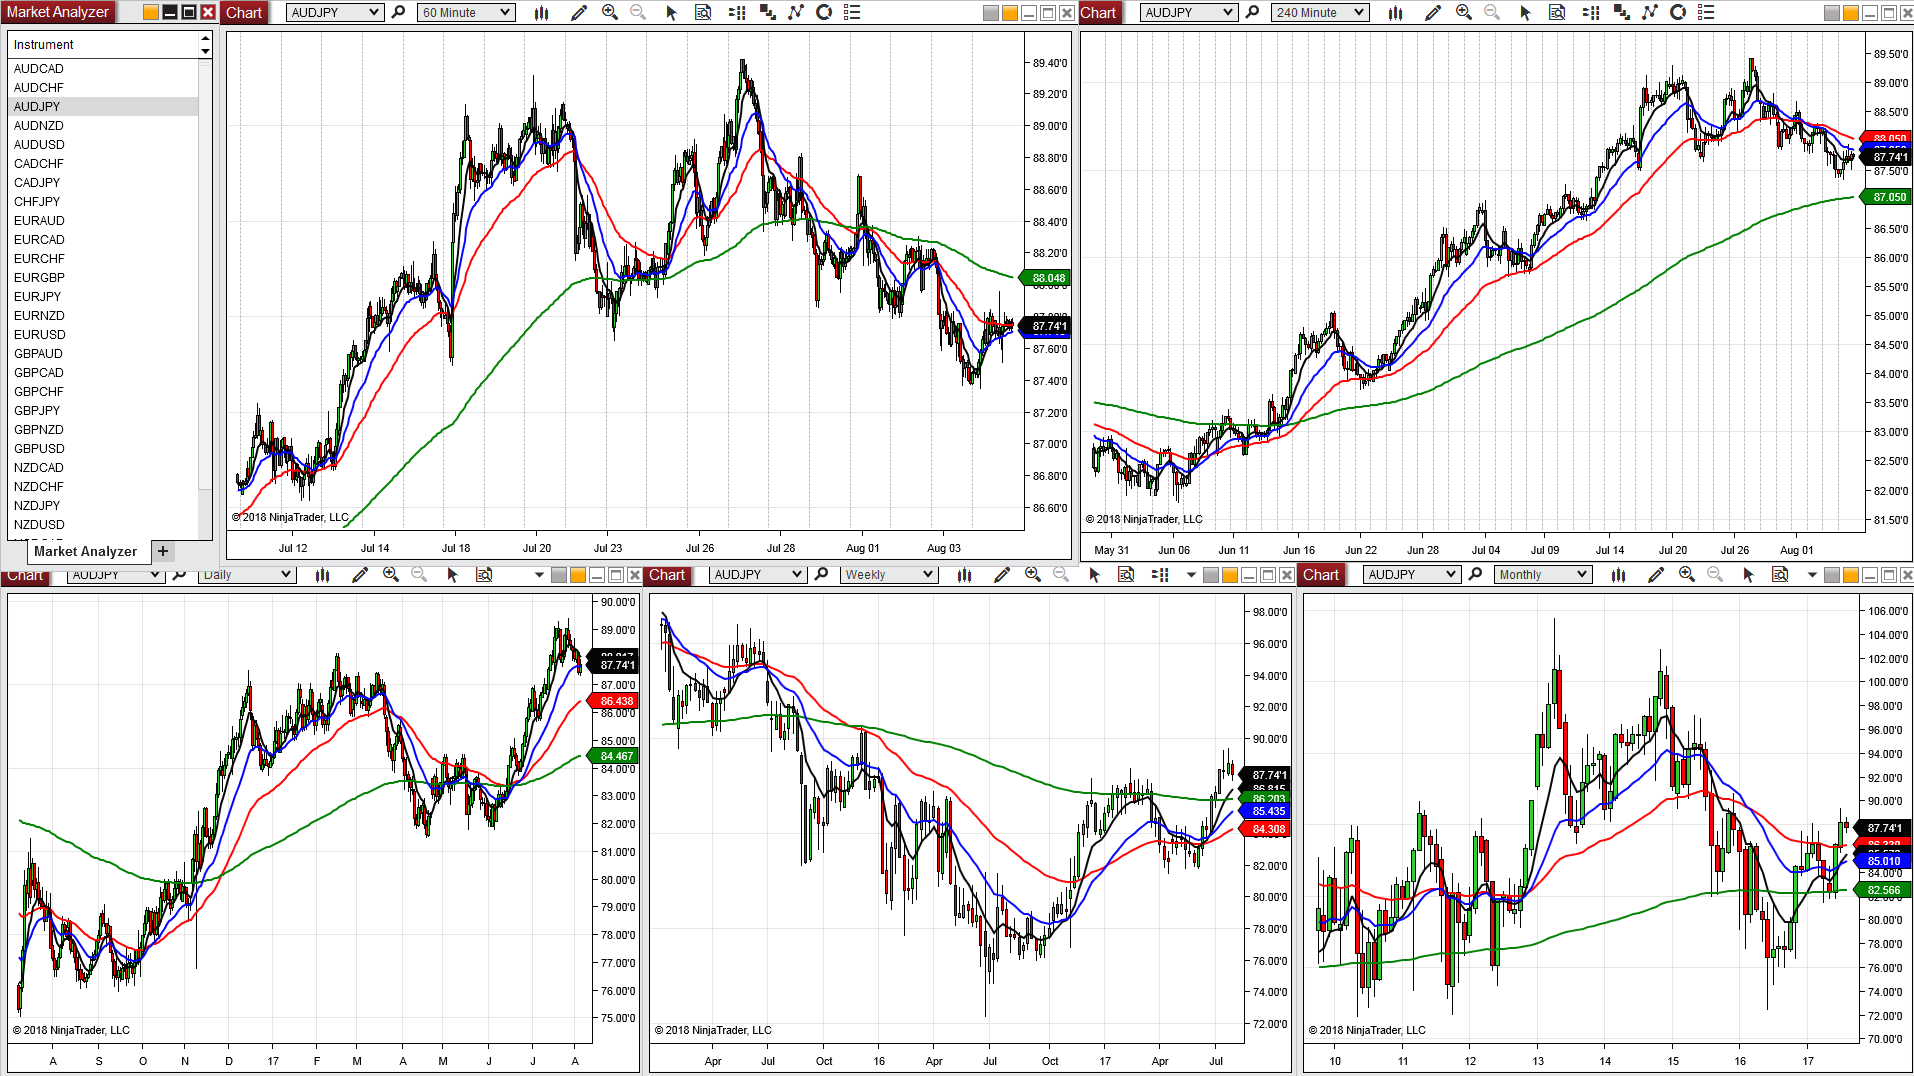 Market Analyzer
Instrument
AUDCAD
AUDCHF
AUDJPY
AUDNZD
AUDUSD
CADCHF
CADJPY
CHFJPY
EURAUD
EURCAD
EURCHF
EURGBP
EURJPY
EURNZD
EURUSD
GBPAUD
GBPCAD
GBPCHF
GBPJPY
GBPNZD
GBPUSD
NZDCAD
NZDCHF
NZDJPY
NZDUSD
Market Analyzer +
Chart AUDJPY 60 Minute
89.40'0
89.20'0
89.00'0
88.80'0
88.60'0
88.40'0
88.20'0
88.048
87.74'1
87.60'0
87.40'0
87.20'0
87.00'0
86.80'0
86.60'0
© 2018 NinjaTrader, LLC
Jul 12 Jul 14 Jul 18 Jul 20 Jul 23 Jul 26 Jul 28 Aug 01 Aug 03
Chart AUDJPY 240 Minute
89.50'0
89.00'0
88.50'0
88.050
87.74'1
87.50'0
87.050
86.50'0
86.00'0
85.50'0
85.00'0
84.50'0
84.00'0
83.50'0
83.00'0
82.50'0
82.00'0
81.50'0
© 2018 NinjaTrader, LLC
May 31 Jun 06 Jun 11 Jun 16 Jun 22 Jun 28 Jul 04 Jul 09 Jul 14 Jul 20 Jul 26 Aug 01
Chart AUDJPY Daily
90.00'0
89.00'0
87.74'1
87.00'0
86.438
86.00'0
85.00'0
84.467
84.00'0
83.00'0
82.00'0
81.00'0
80.00'0
79.00'0
78.00'0
77.00'0
76.00'0
75.00'0
© 2018 NinjaTrader, LLC
A S O N D 17 F M A M J J A
Chart AUDJPY Weekly
98.00'0
96.00'0
94.00'0
92.00'0
90.00'0
87.74'1
86.815
86.203
85.435
84.308
82.00'0
80.00'0
78.00'0
76.00'0
74.00'0
72.00'0
© 2018 NinjaTrader, LLC
Apr Jul Oct 16 Apr Jul Oct 17 Apr Jul
Chart AUDJPY Monthly
106.00'0
104.00'0
102.00'0
100.00'0
98.00'0
96.00'0
94.00'0
92.00'0
90.00'0
87.74'1
85.010
84.00'0
82.566
80.00'0
78.00'0
76.00'0
74.00'0
72.00'0
70.00'0
© 2018 NinjaTrader, LLC
10 11 12 13 14 15 16 17